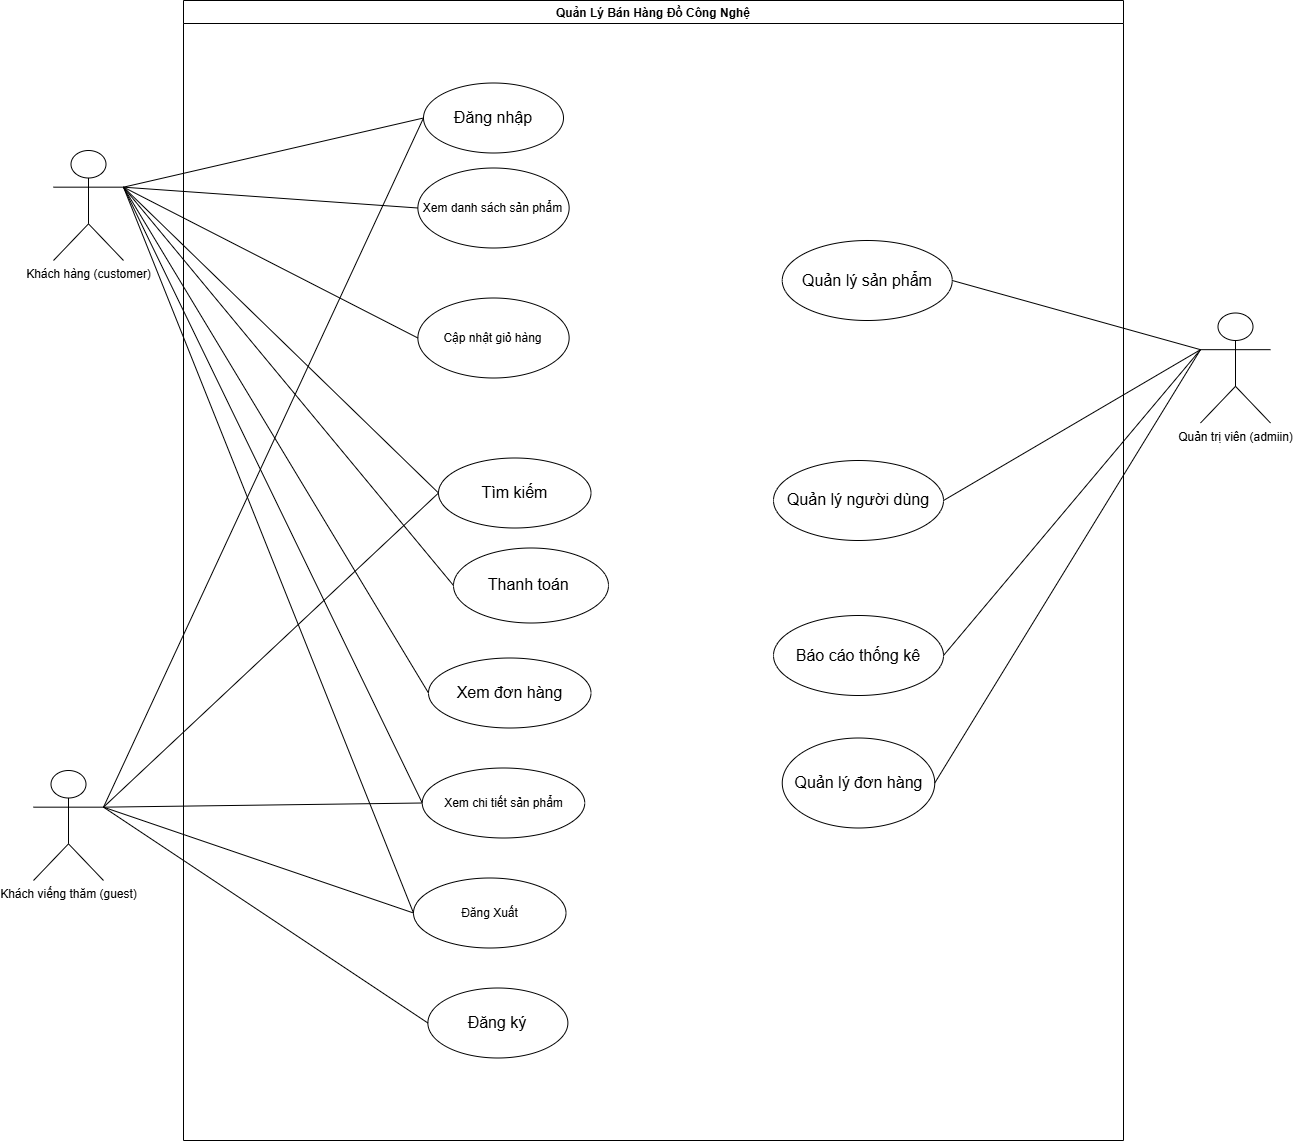 Quản Lý Bán Hàng Đồ Công Nghệ
Đăng nhập
Xem danh sách sản phẩm
Khách hảng (customer)
Quản lý sản phẩm
Cập nhật giỏ hàng
Quản trị viên (admiin)
Tìm kiếm
Quản lý người dùng
Thanh toán
Báo cáo thống kê
Xem đơn hàng
Quản lý đơn hàng
Xem chi tiết sản phẩm
Khách viếng thăm (guest)
Đăng Xuất
Đăng ký